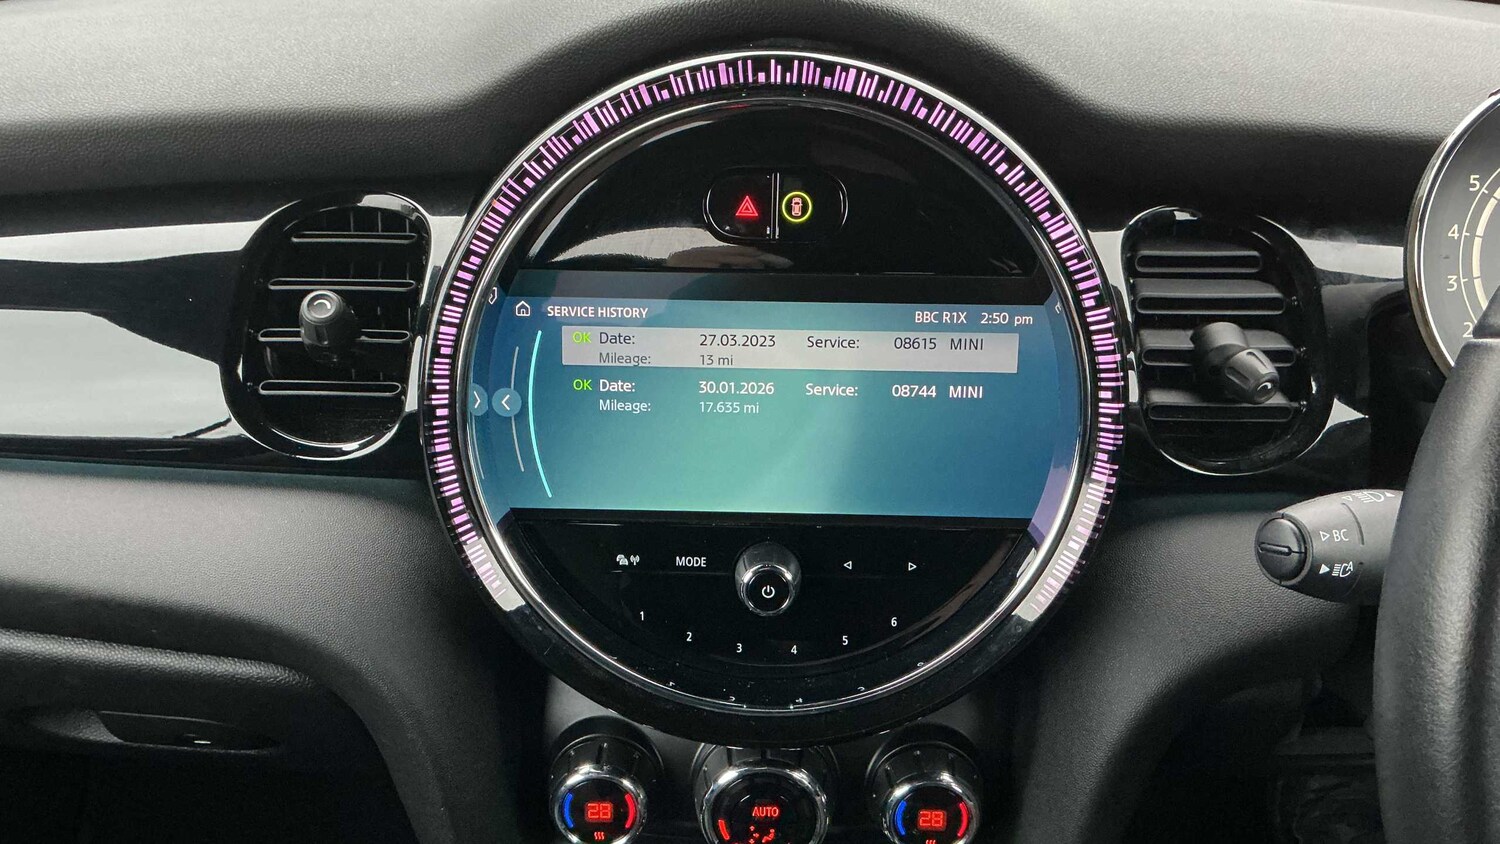 SERVICE HISTORY BBC R1X 2:50 pm
OK Date: 27.03.2023 Service: 08615 MINI
Mileage: 13 mi
OK Date: 30.01.2026 Service: 08744 MINI
Mileage: 17.635 mi
MODE
1 2 3 4 5 6
28 AUTO 28
5
4
3
2
BC
A